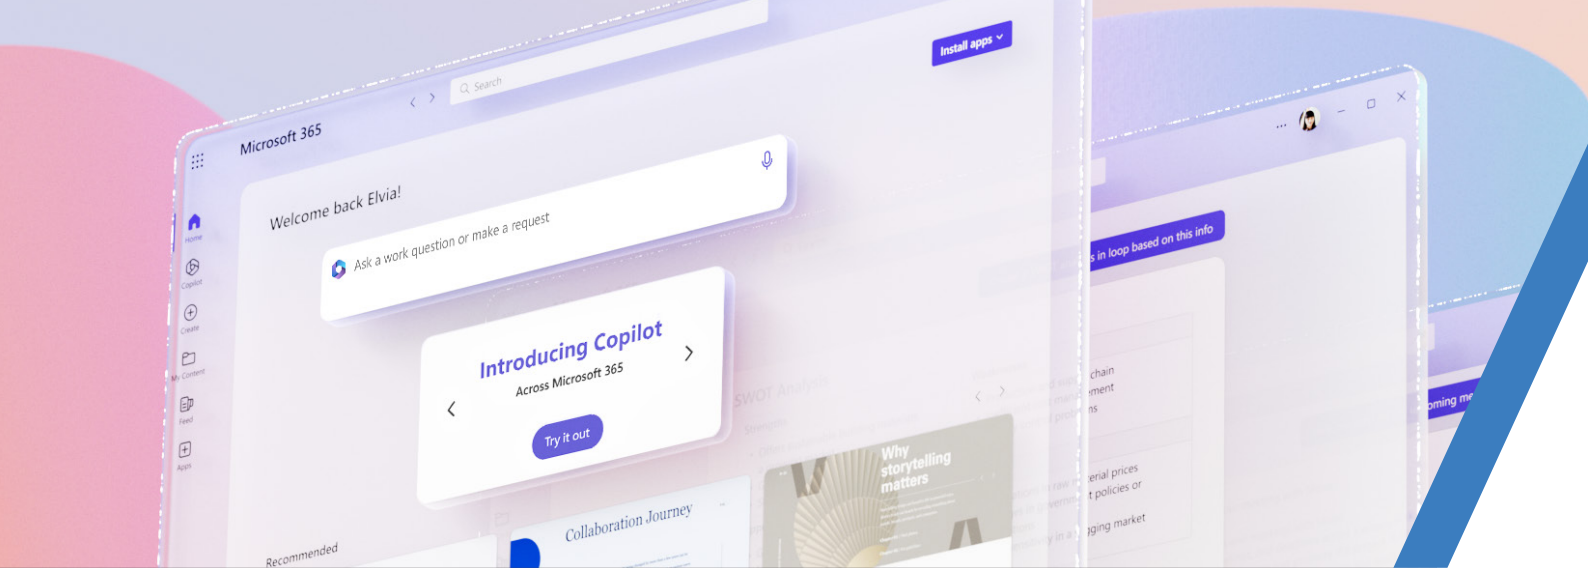 Search
Install apps
Microsoft 365
Welcome back Elvia!
Ask a work question or make a request
Home
Copilot
Create
My Content
Feed
Apps
Introducing Copilot
Across Microsoft 365
Try it out
Recommended
Collaboration Journey
Why
storytelling
matters
SWOT Analysis
Strengths
s in loop based on this info
chain
ement
ns
erial prices
t policies or
gging market
oming me